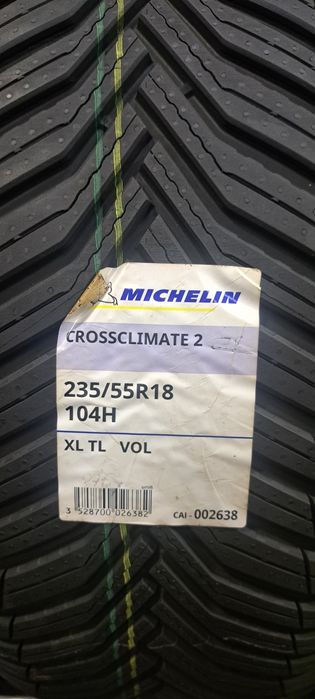 MICHELIN
CROSSCLIMATE 2
235/55R18
104H
XL TL VOL
3 528700 026382
CAI - 002638